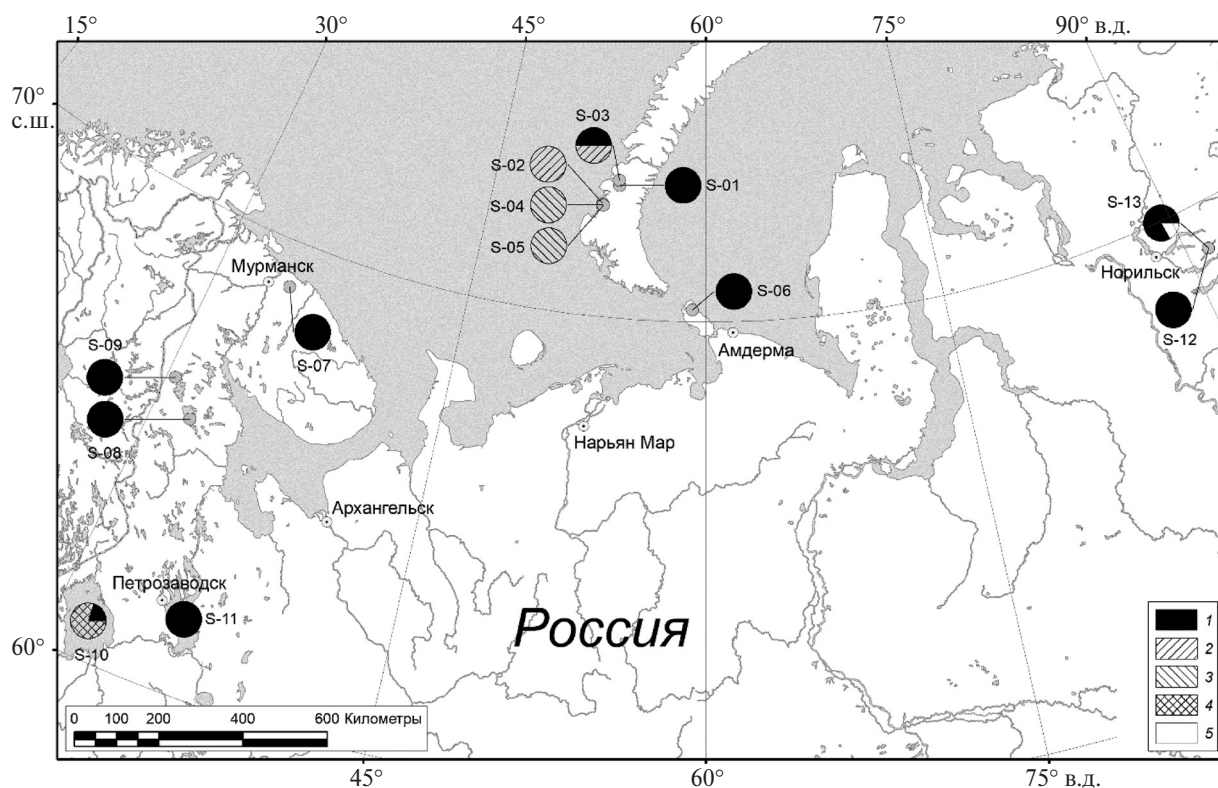 15° 30° 45° 60° 75° 90° в.д.
70°
с.ш.
S-03
S-02
S-01
S-04
S-13
S-05
Мурманск
Норильск
S-06
S-12
Амдерма
S-09
S-07
S-08
Нарьян Мар
Архангельск
Петрозаводск
S-11
Россия
S-10
60°
1
2
3
4
5
0 100 200 400 600 Километры
45° 60° 75° в.д.